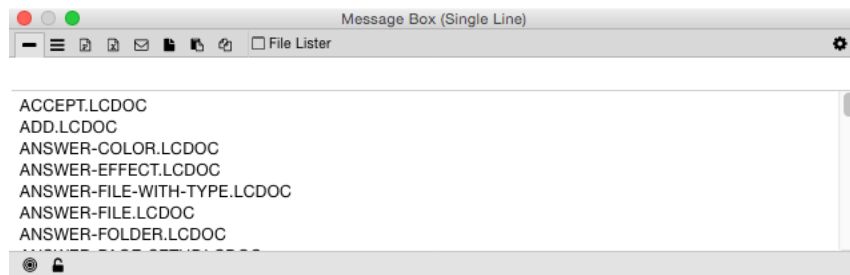 Message Box (Single Line)
File Lister
ACCEPT.LCDOC
ADD.LCDOC
ANSWER-COLOR.LCDOC
ANSWER-EFFECT.LCDOC
ANSWER-FILE-WITH-TYPE.LCDOC
ANSWER-FILE.LCDOC
ANSWER-FOLDER.LCDOC